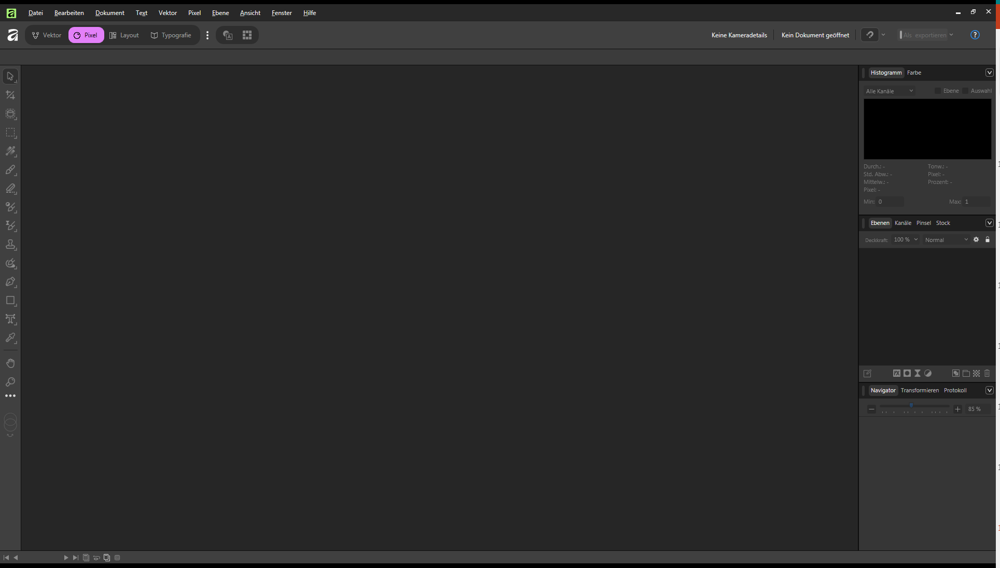 Datei Bearbeiten Dokument Text Vektor Pixel Ebene Ansicht Fenster Hilfe
Vektor Pixel Layout Typografie Keine Kameradetails Kein Dokument geöffnet Als exportieren ?
Histogramm Farbe
Alle Kanäle Ebene Auswahl
Durch.: - Tonw.: -
Std. Abw.: - Pixel: -
Mittelw.: - Prozent: -
Pixel: -
Min: 0 Max: 1
Ebenen Kanäle Pinsel Stock
Deckkraft: 100 % Normal
FX
Navigator Transformieren Protokoll
85 %